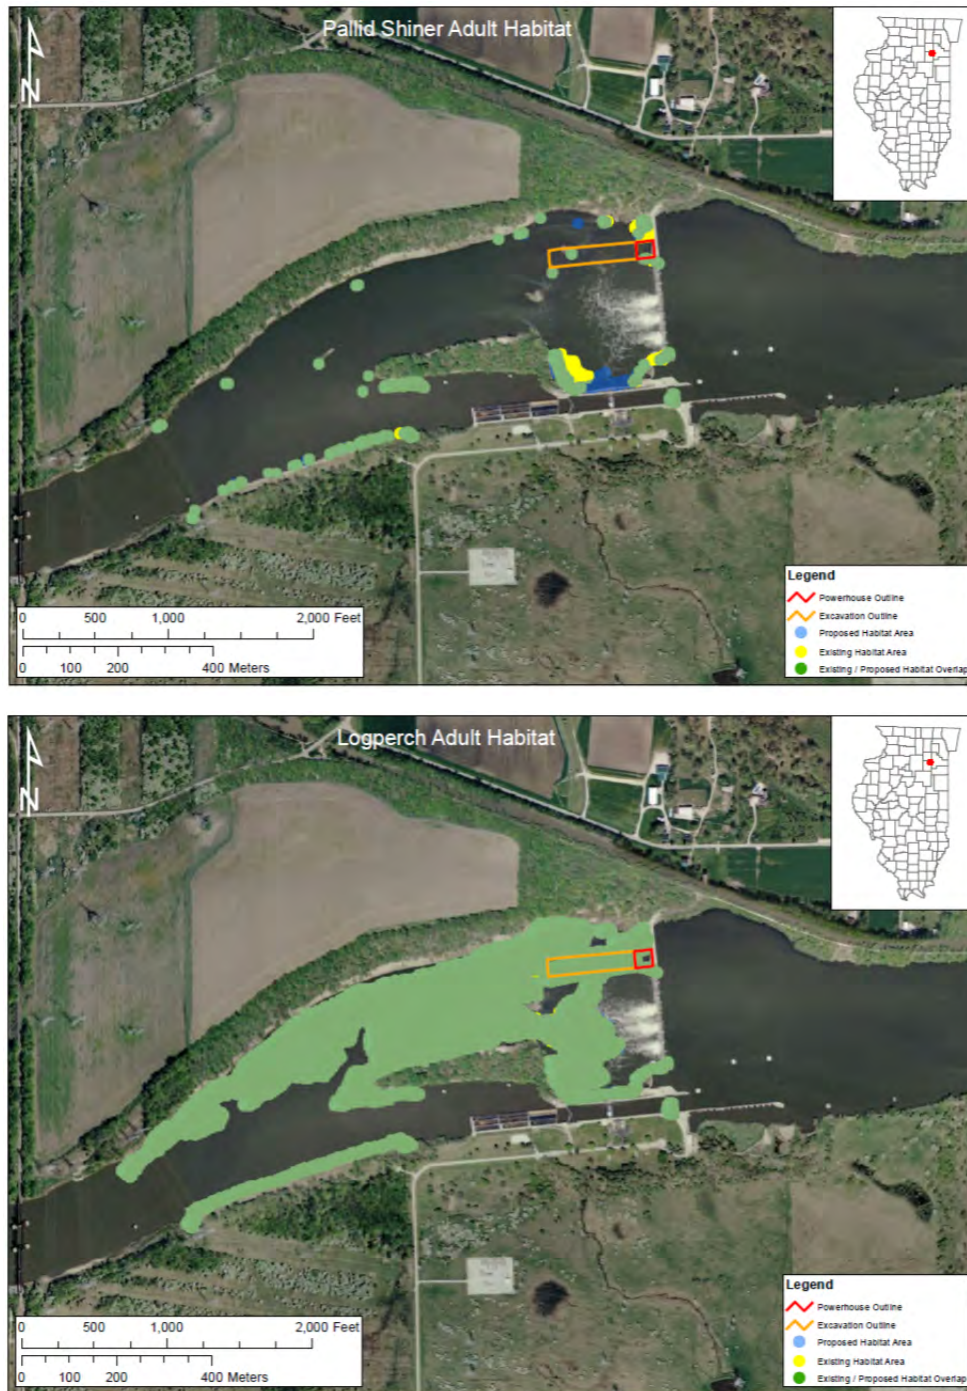 Pallid Shiner Adult Habitat
N
Legend
Powerhouse Outline
Excavation Outline
Proposed Habitat Area
Existing Habitat Area
Existing / Proposed Habitat Overlap
0 500 1,000 2,000 Feet
0 100 200 400 Meters
Logperch Adult Habitat
N
Legend
Powerhouse Outline
Excavation Outline
Proposed Habitat Area
Existing Habitat Area
Existing / Proposed Habitat Overlap
0 500 1,000 2,000 Feet
0 100 200 400 Meters